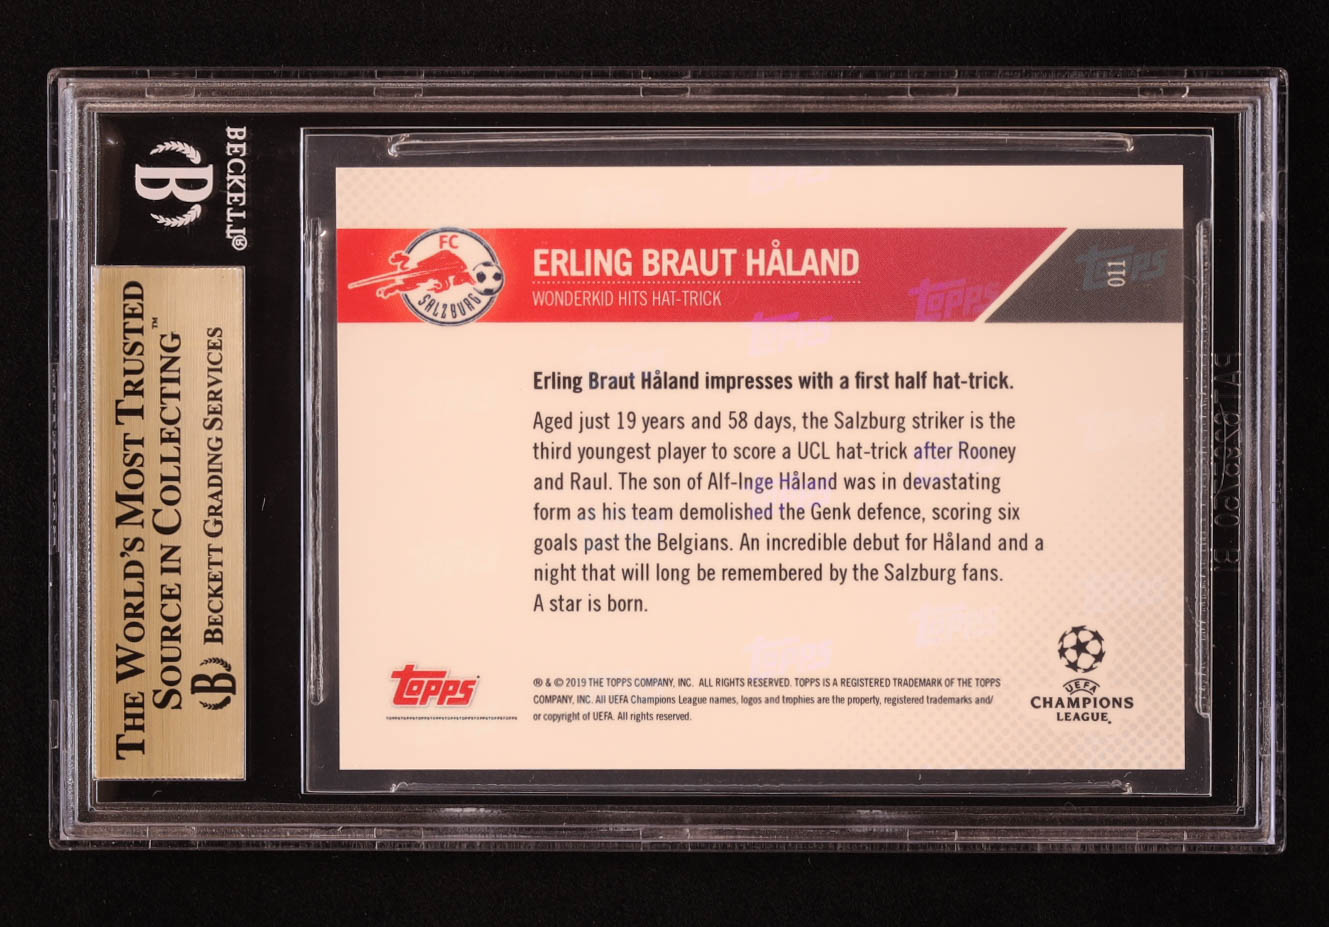 BECKETT®
B
THE WORLD'S MOST TRUSTED
SOURCE IN COLLECTING™
B BECKETT GRADING SERVICES
FC
SALZBURG
ERLING BRAUT HÅLAND
WONDERKID HITS HAT-TRICK
011
Erling Braut Håland impresses with a first half hat-trick.
Aged just 19 years and 58 days, the Salzburg striker is the
third youngest player to score a UCL hat-trick after Rooney
and Raul. The son of Alf-Inge Håland was in devastating
form as his team demolished the Genk defence, scoring six
goals past the Belgians. An incredible debut for Håland and a
night that will long be remembered by the Salzburg fans.
A star is born.
topps
® & © 2019 THE TOPPS COMPANY, INC. ALL RIGHTS RESERVED. TOPPS IS A REGISTERED TRADEMARK OF THE TOPPS
COMPANY, INC. All UEFA Champions League names, logos and trophies are the property, registered trademarks and/
or copyright of UEFA. All rights reserved.
UEFA
CHAMPIONS
LEAGUE